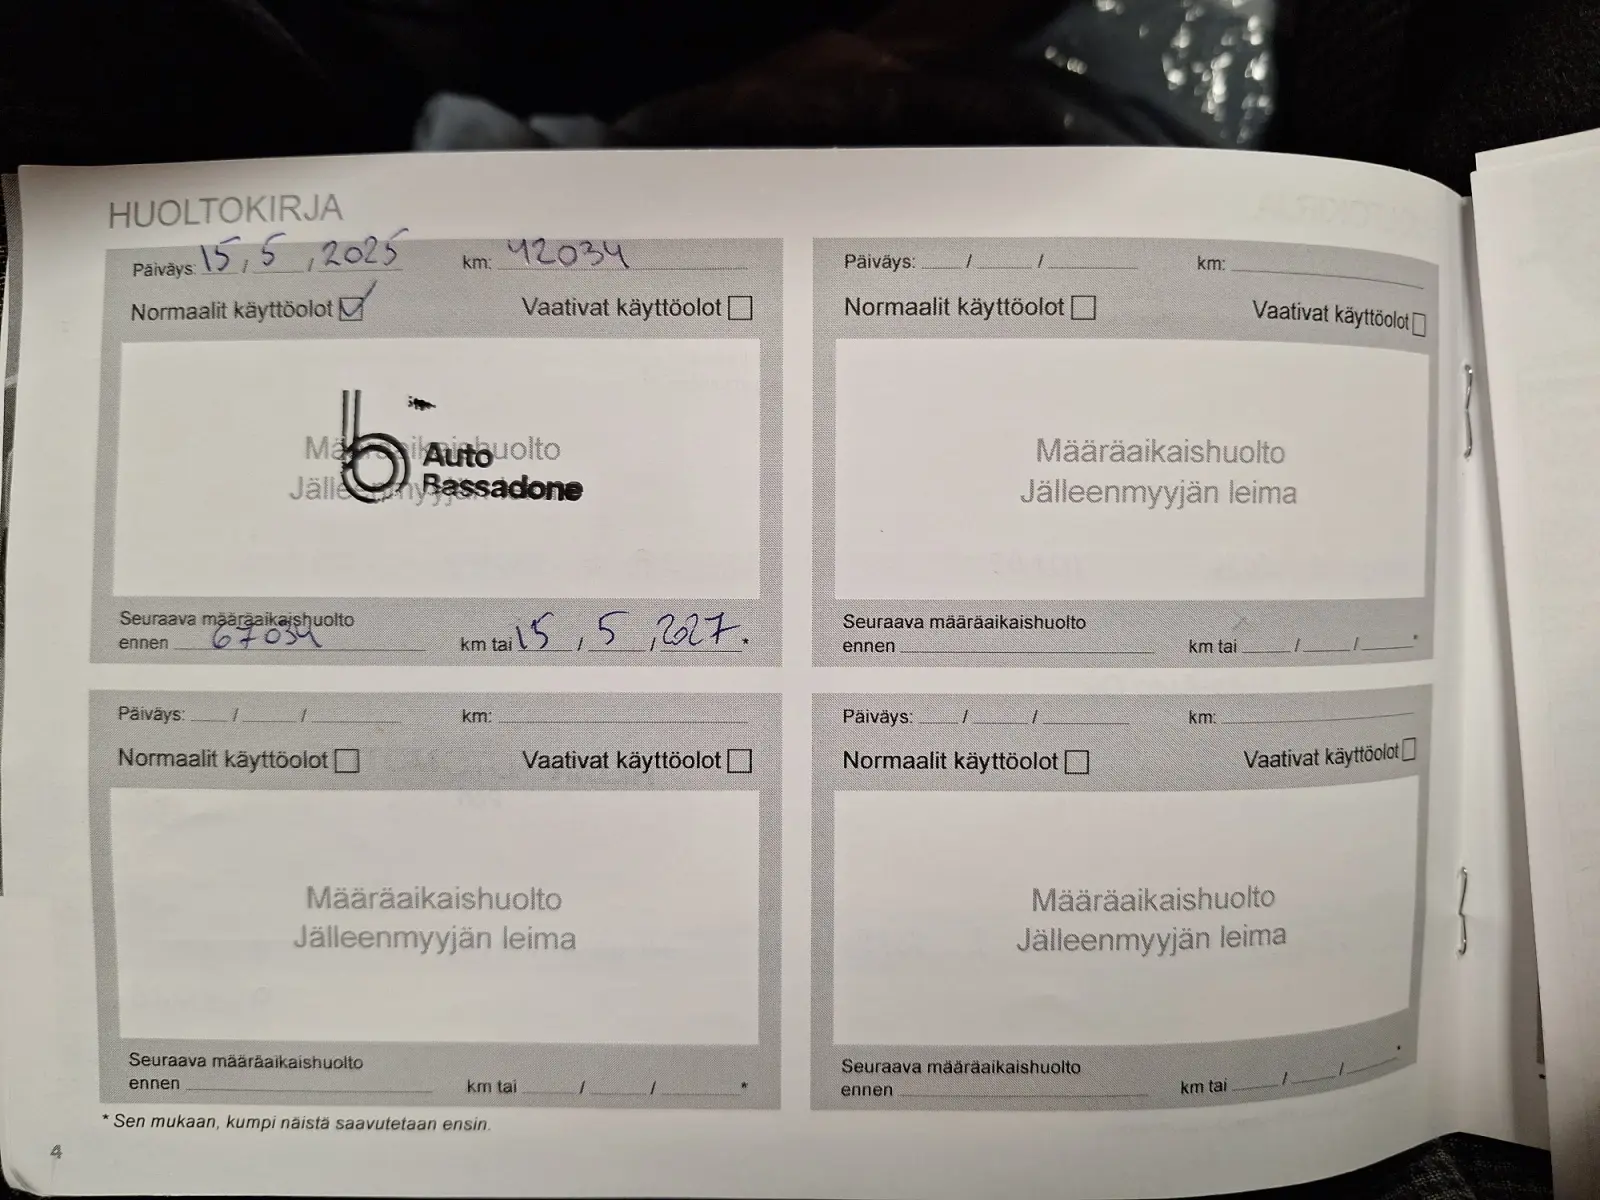 HUOLTOKIRJA
Päiväys: 15 / 5 / 2025 km: 42034
Normaalit käyttöolot Vaativat käyttöolot
Määräaikaishuolto
Jälleenmyyjän leima
Auto
Bassadone
Seuraava määräaikaishuolto
ennen 67034 km tai 15 / 5 / 2027 *
Päiväys: / / km:
Normaalit käyttöolot Vaativat käyttöolot
Määräaikaishuolto
Jälleenmyyjän leima
Seuraava määräaikaishuolto
ennen km tai / / *
Päiväys: / / km:
Normaalit käyttöolot Vaativat käyttöolot
Määräaikaishuolto
Jälleenmyyjän leima
Seuraava määräaikaishuolto
ennen km tai / / *
Päiväys: / / km:
Normaalit käyttöolot Vaativat käyttöolot
Määräaikaishuolto
Jälleenmyyjän leima
Seuraava määräaikaishuolto
ennen km tai / / *
* Sen mukaan, kumpi näistä saavutetaan ensin.
4